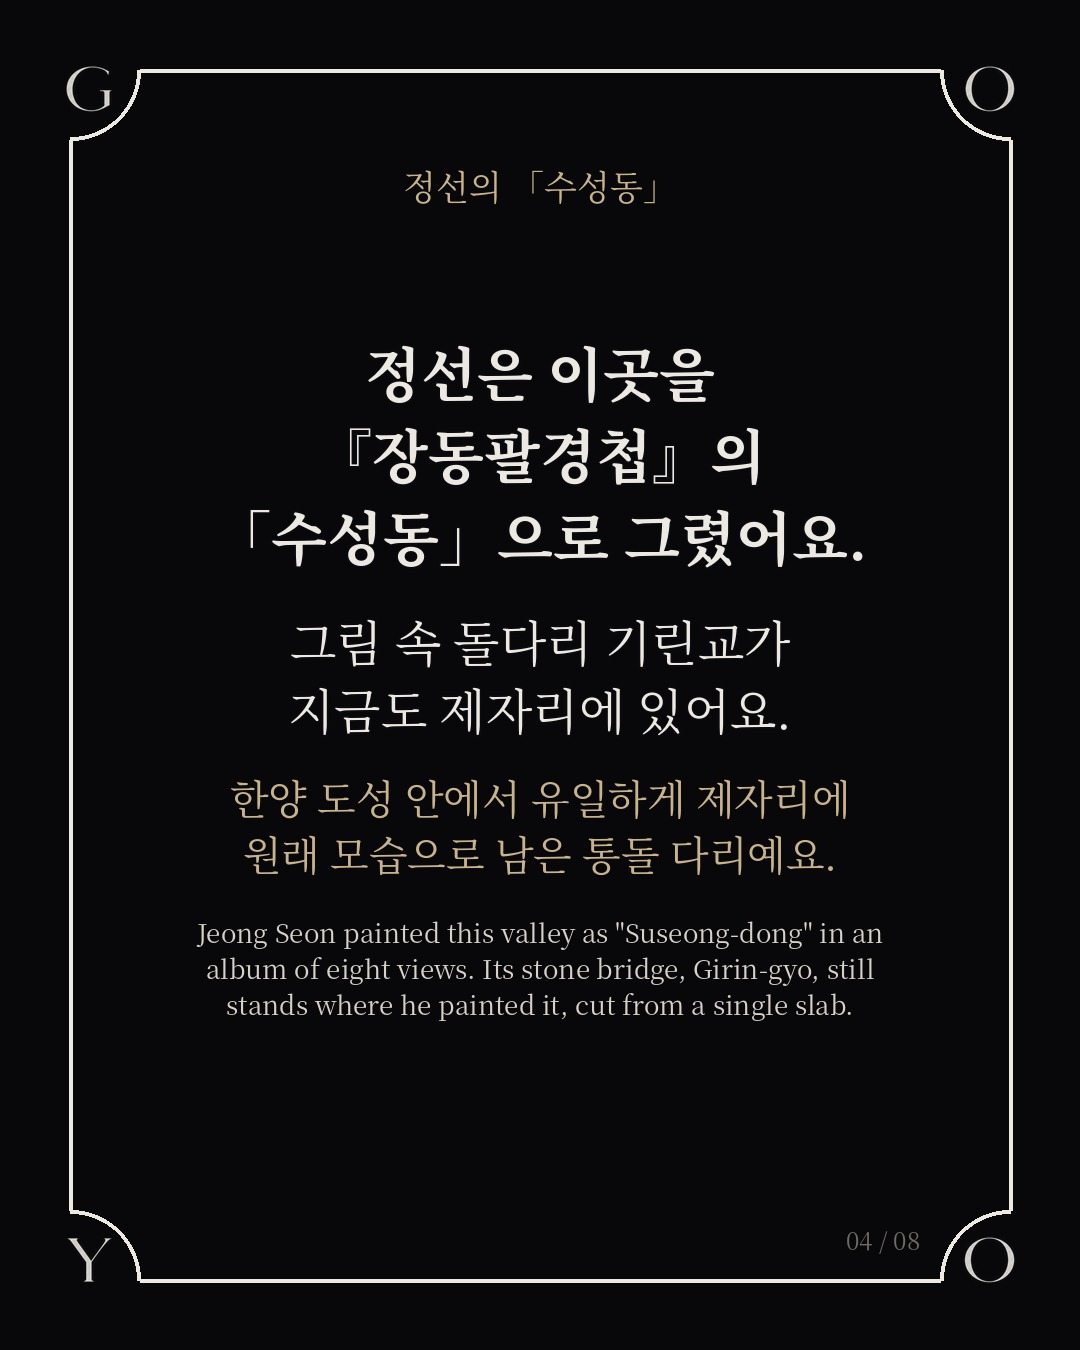 G O
정선의 「수성동」
정선은 이곳을
『장동팔경첩』의
「수성동」으로 그렸어요.
그림 속 돌다리 기린교가
지금도 제자리에 있어요.
한양 도성 안에서 유일하게 제자리에
원래 모습으로 남은 통돌 다리예요.
Jeong Seon painted this valley as "Suseong-dong" in an
album of eight views. Its stone bridge, Girin-gyo, still
stands where he painted it, cut from a single slab.
04 / 08
Y O